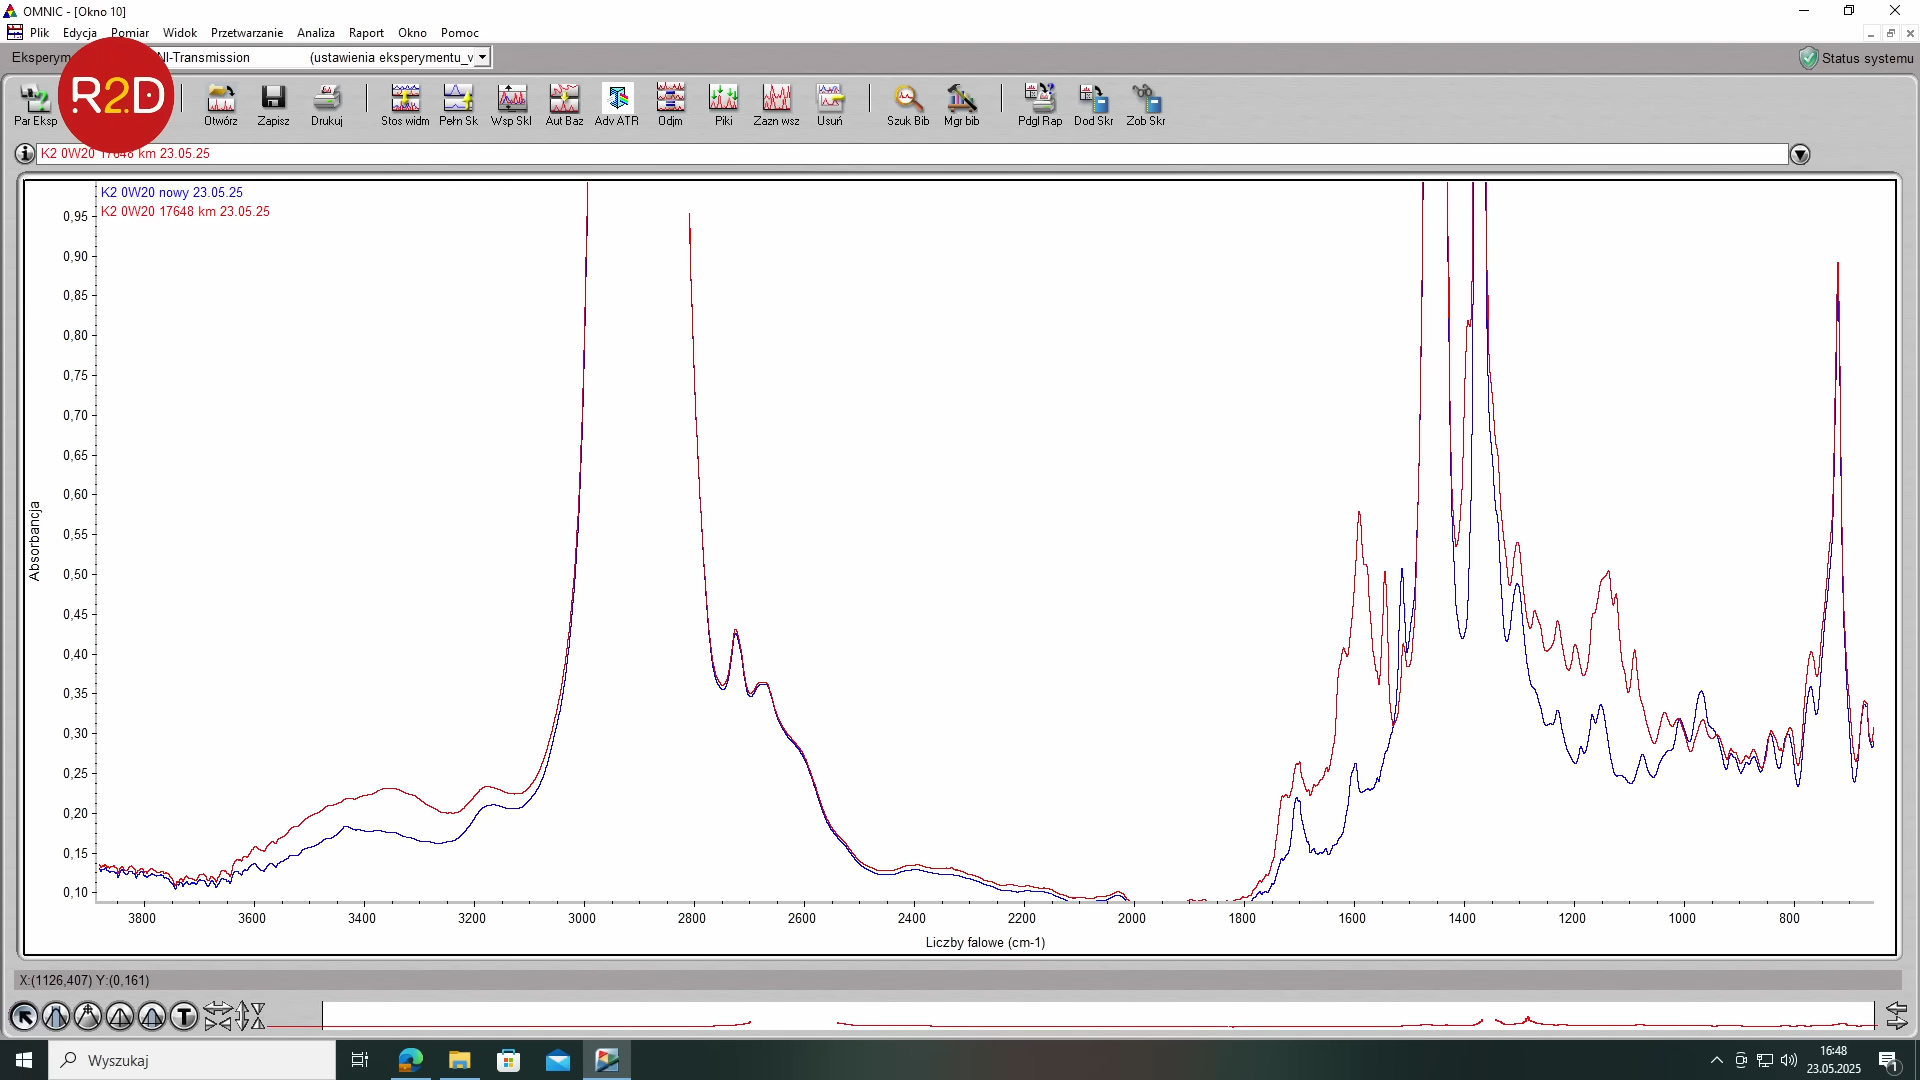 OMNIC - [Okno 10]
Plik Edycja Pomiar Widok Przetwarzanie Analiza Raport Okno Pomoc
Eksperym -Transmission (ustawienia eksperymentu_v
Status systemu
R2D
Par Eksp Otwórz Zapisz Drukuj Stos widm Pełn Sk Wsp Skl Aut Baz Adv ATR Odjm Piki Zazn wsz Usuń Szuk Bib Mgr bib Pdgl Rap Dod Skr Zob Skr
K2 0W20 17648 km 23.05.25
K2 0W20 nowy 23.05.25
K2 0W20 17648 km 23.05.25
0,95
0,90
0,85
0,80
0,75
0,70
0,65
0,60
0,55
0,50
0,45
0,40
0,35
0,30
0,25
0,20
0,15
0,10
Absorbancja
3800 3600 3400 3200 3000 2800 2600 2400 2200 2000 1800 1600 1400 1200 1000 800
Liczby falowe (cm-1)
X:(1126,407) Y:(0,161)
T
Wyszukaj
16:48
23.05.2025
1